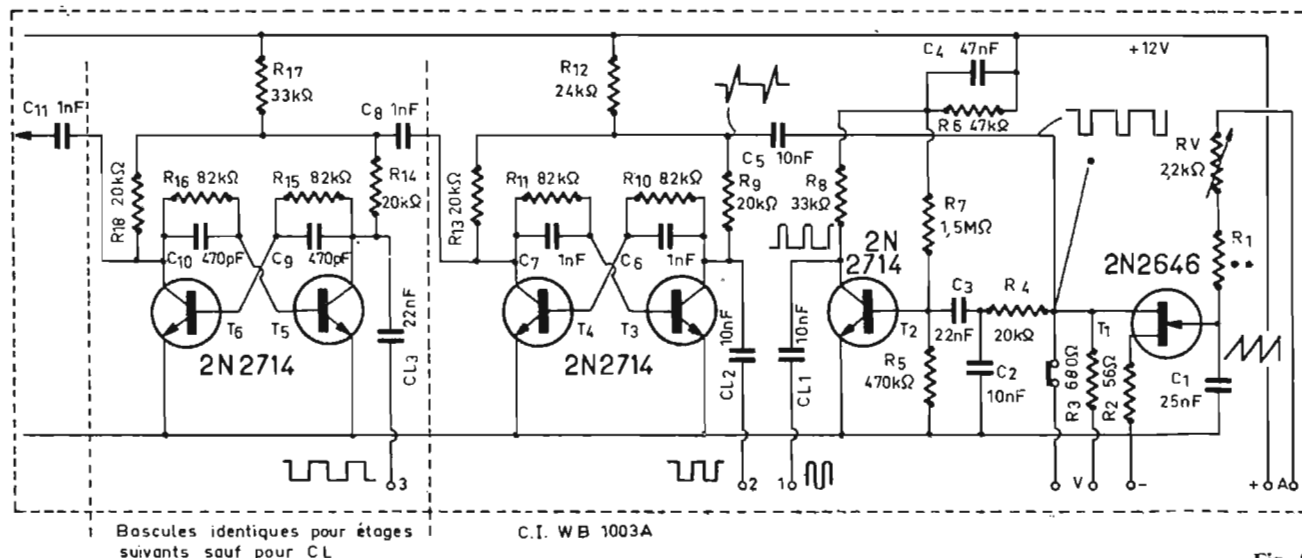 R17
33kΩ
R12
24kΩ
C4
47nF
+12V
C11 1nF
C8
1nF
R6 47kΩ
RV
2,2kΩ
C5
10nF
R18 20kΩ
R16 82kΩ
R15 82kΩ
R14
20kΩ
R13 20kΩ
R11 82kΩ
R10 82kΩ
R9
20kΩ
R8
33kΩ
R7
1,5MΩ
R1
C10
470pF
C9
470pF
C7
1nF
C6
1nF
2N
2714
2N2646
T6
T5
2N2714
CL3
22nF
T4
T3
2N2714
CL2
10nF
CL1
10nF
T2
C3
22nF
R4
20kΩ
R5
470kΩ
C2
10nF
R3 680Ω
T1
R2 56Ω
C1
25nF
3
2
1
V
-
+
A
Bascules identiques pour étages
suivants sauf pour CL
C.I. WB 1003A
Fig.